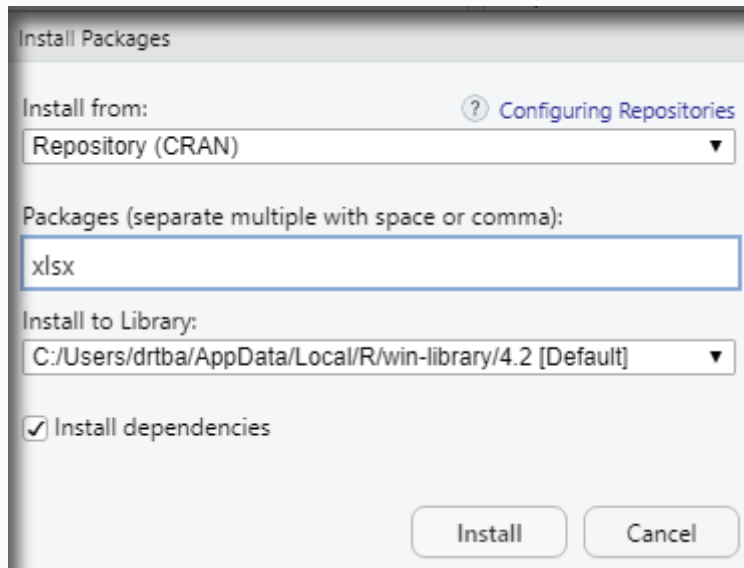 Install Packages
Install from:
? Configuring Repositories
Repository (CRAN)
Packages (separate multiple with space or comma):
xlsx
Install to Library:
C:/Users/drtba/AppData/Local/R/win-library/4.2 [Default]
Install dependencies
Install
Cancel